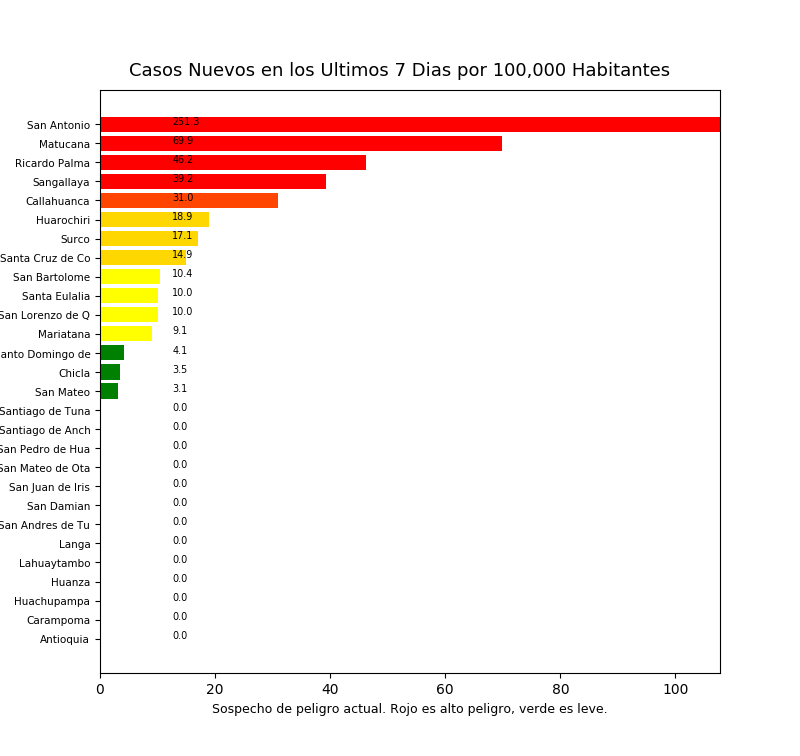 Casos Nuevos en los Ultimos 7 Dias por 100,000 Habitantes
San Antonio 251.3
Matucana 69.9
Ricardo Palma 46.2
Sangallaya 39.2
Callahuanca 31.0
Huarochiri 18.9
Surco 17.1
Santa Cruz de Co 14.9
San Bartolome 10.4
Santa Eulalia 10.0
San Lorenzo de Q 10.0
Mariatana 9.1
anto Domingo de 4.1
Chicla 3.5
San Mateo 3.1
Santiago de Tuna 0.0
Santiago de Anch 0.0
San Pedro de Hua 0.0
San Mateo de Ota 0.0
San Juan de Iris 0.0
San Damian 0.0
San Andres de Tu 0.0
Langa 0.0
Lahuaytambo 0.0
Huanza 0.0
Huachupampa 0.0
Carampoma 0.0
Antioquia 0.0
0 20 40 60 80 100
Sospecho de peligro actual. Rojo es alto peligro, verde es leve.